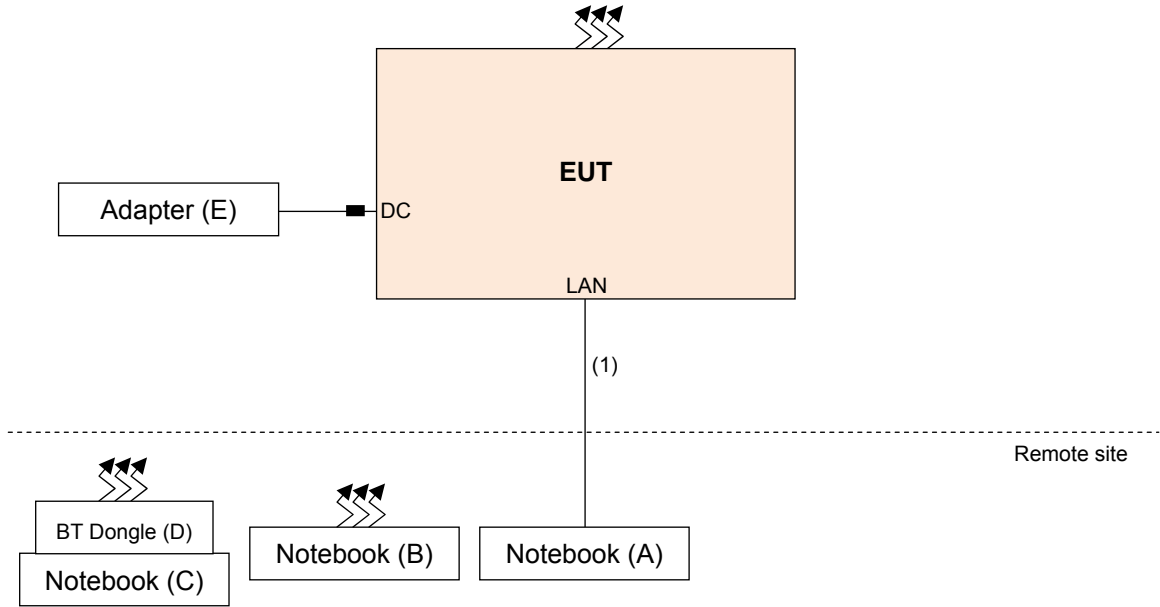 EUT
Adapter (E)
DC
LAN
(1)
Remote site
BT Dongle (D)
Notebook (C)
Notebook (B)
Notebook (A)